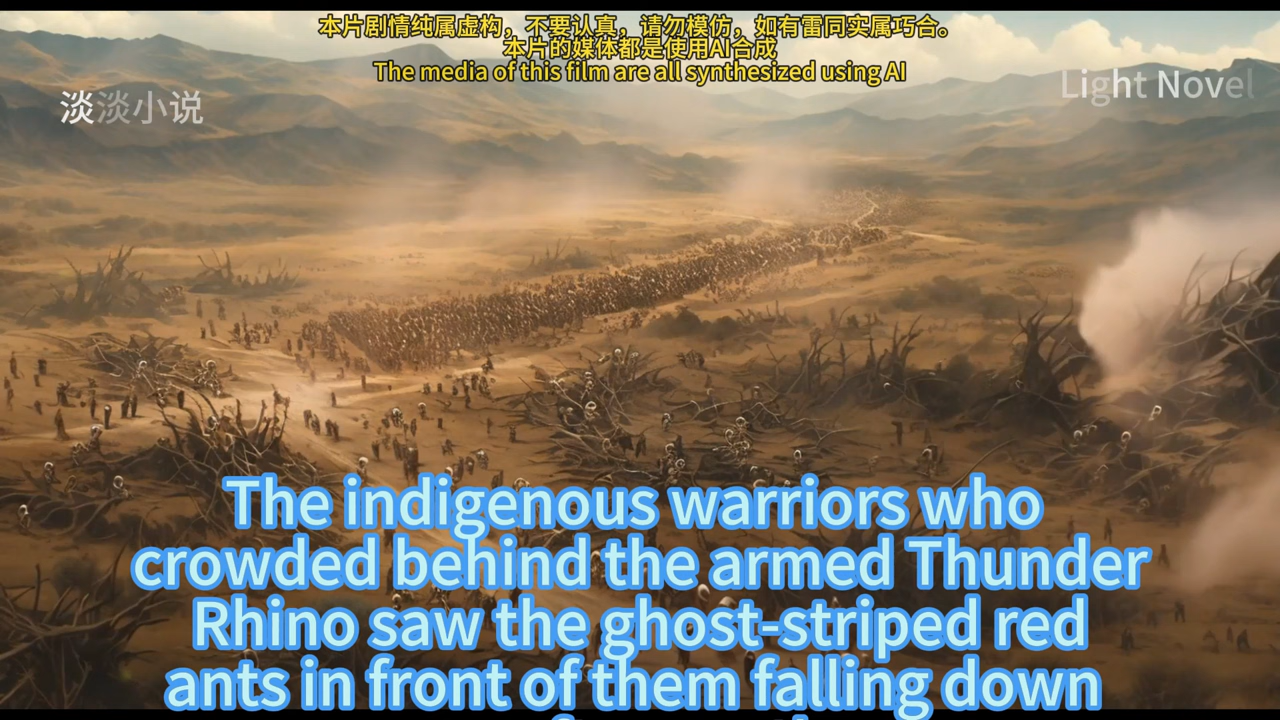 本片剧情纯属虚构，不要认真，请勿模仿，如有雷同实属巧合。
本片的媒体都是使用AI合成
The media of this film are all synthesized using AI
淡淡小说
Light Novel
The indigenous warriors who
crowded behind the armed Thunder
Rhino saw the ghost-striped red
ants in front of them falling down